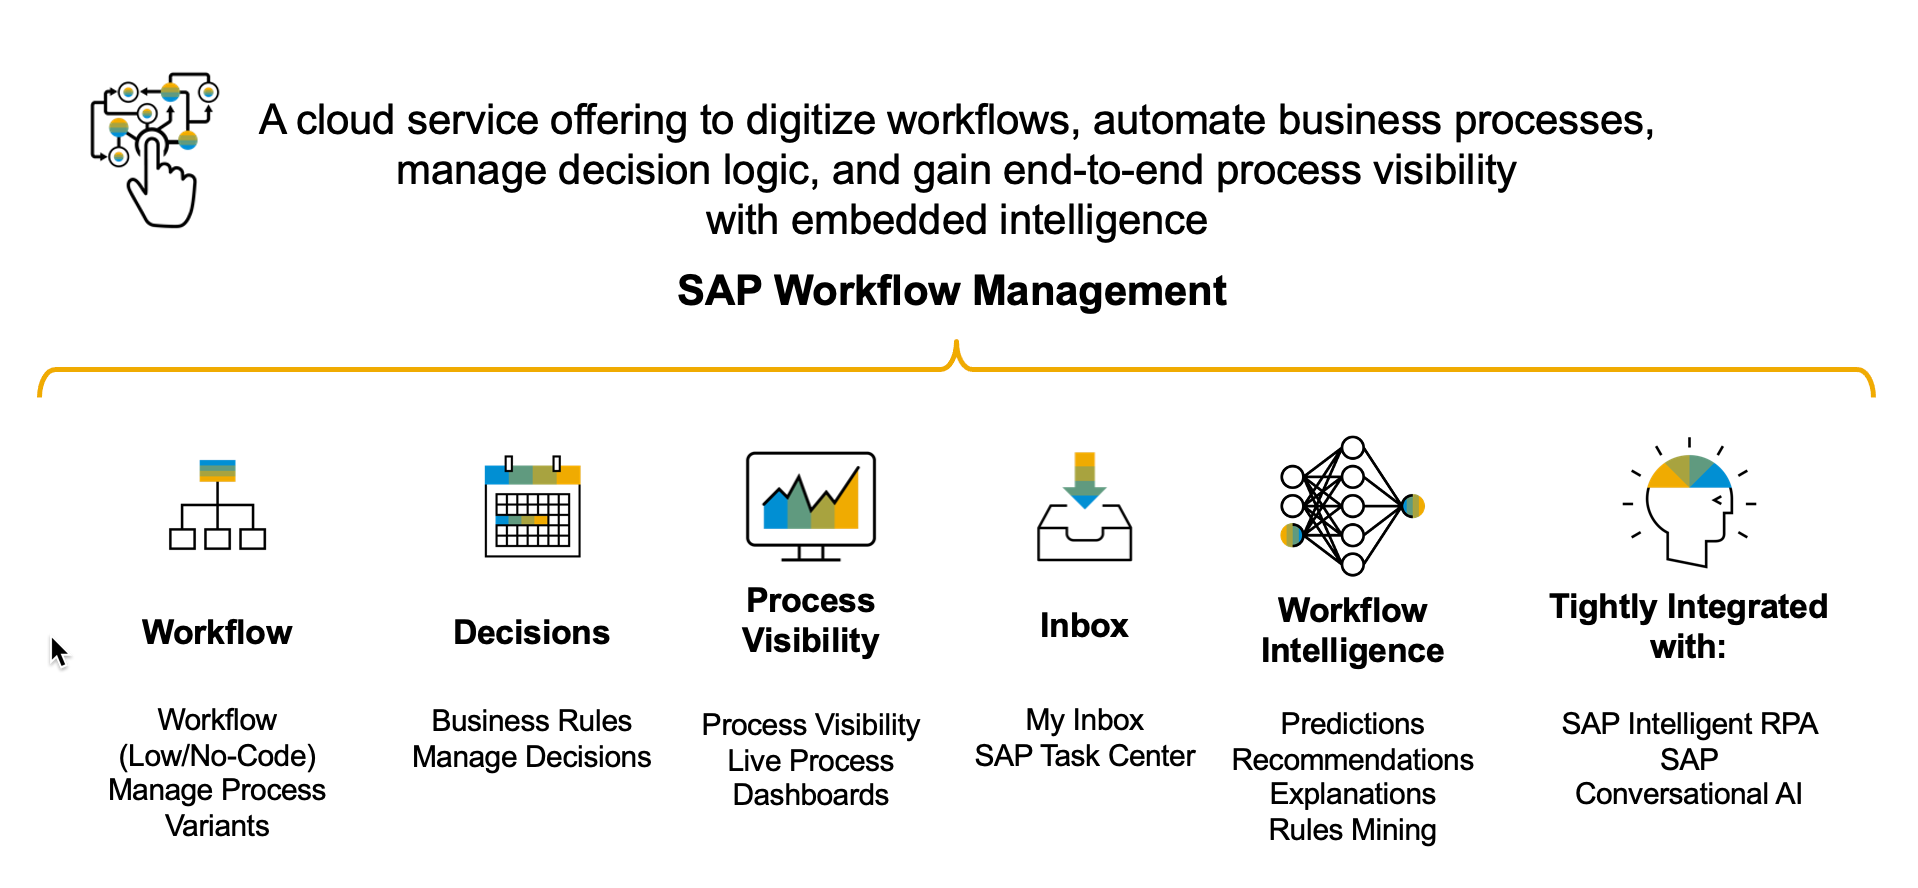 A cloud service offering to digitize workflows, automate business processes,
manage decision logic, and gain end-to-end process visibility
with embedded intelligence
SAP Workflow Management
Workflow
Workflow
(Low/No-Code)
Manage Process
Variants
Decisions
Business Rules
Manage Decisions
Process
Visibility
Process Visibility
Live Process
Dashboards
Inbox
My Inbox
SAP Task Center
Workflow
Intelligence
Predictions
Recommendations
Explanations
Rules Mining
Tightly Integrated
with:
SAP Intelligent RPA
SAP
Conversational AI